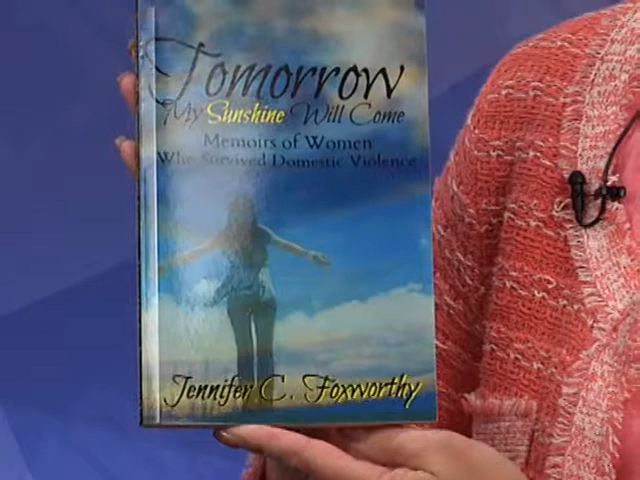 Tomorrow
My Sunshine Will Come
Memoirs of Women
Who Survived Domestic Violence
Jennifer C. Foxworthy